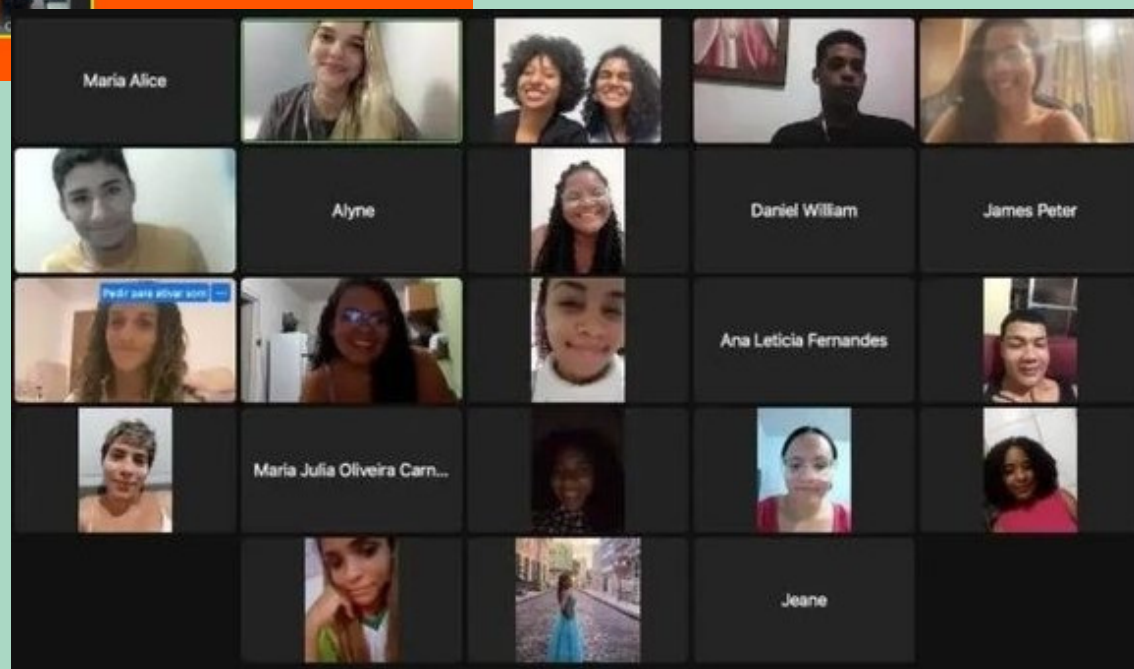 Maria Alice
Alyne
Daniel William
James Peter
Pedir para ativar som
Ana Leticia Fernandes
Maria Julia Oliveira Carn...
Jeane